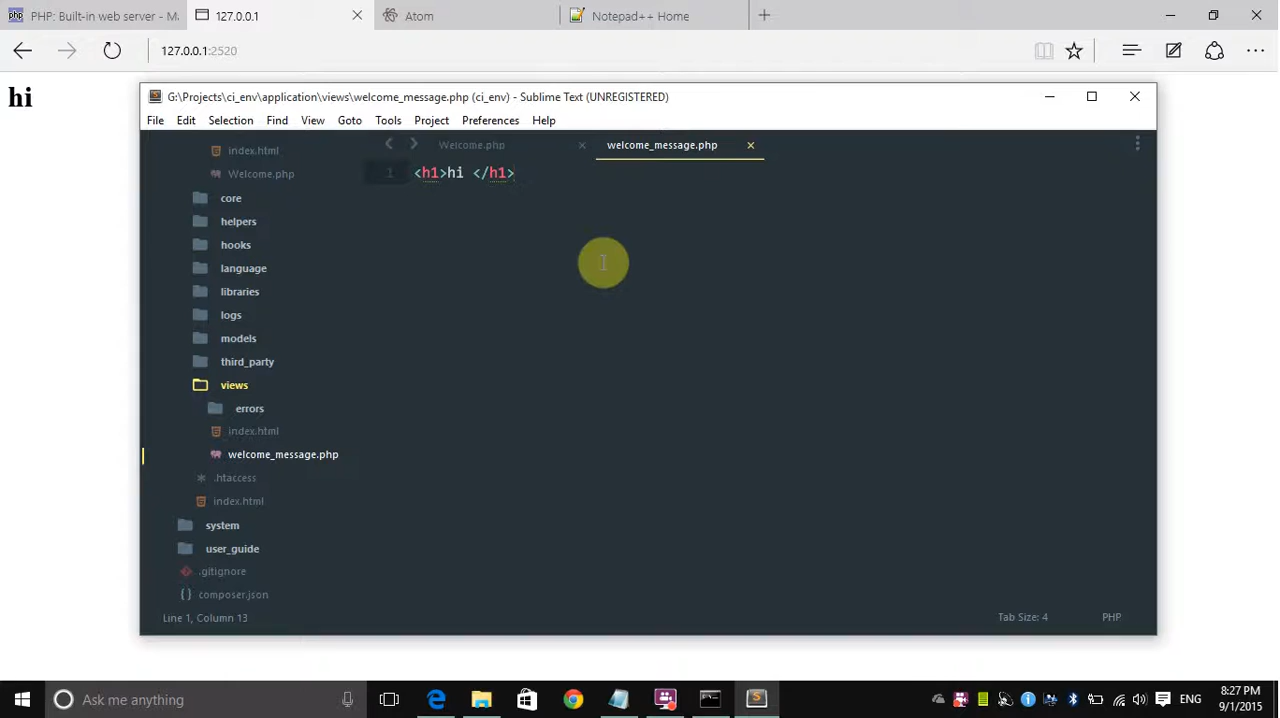 php PHP: Built-in web server - Ma
127.0.0.1
Atom
Notepad++ Home
127.0.0.1:2520
hi
G:\Projects\ci_env\application\views\welcome_message.php (ci_env) - Sublime Text (UNREGISTERED)
File Edit Selection Find View Goto Tools Project Preferences Help
index.html
Welcome.php
core
helpers
hooks
language
libraries
logs
models
third_party
views
errors
index.html
welcome_message.php
.htaccess
index.html
system
user_guide
.gitignore
composer.json
Welcome.php
welcome_message.php
1 <h1>hi </h1>
Line 1, Column 13
Tab Size: 4
PHP
Ask me anything
ENG
8:27 PM
9/1/2015